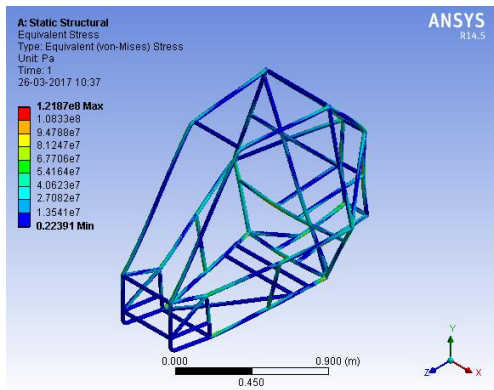 A: Static Structural
Equivalent Stress
Type: Equivalent (von-Mises) Stress
Unit: Pa
Time: 1
26-03-2017 10:37
1.2187e8 Max
1.0833e8
9.4788e7
8.1247e7
6.7706e7
5.4164e7
4.0623e7
2.7082e7
1.3541e7
0.22391 Min
ANSYS
R14.5
0.000
0.900 (m)
0.450
Y
Z
X